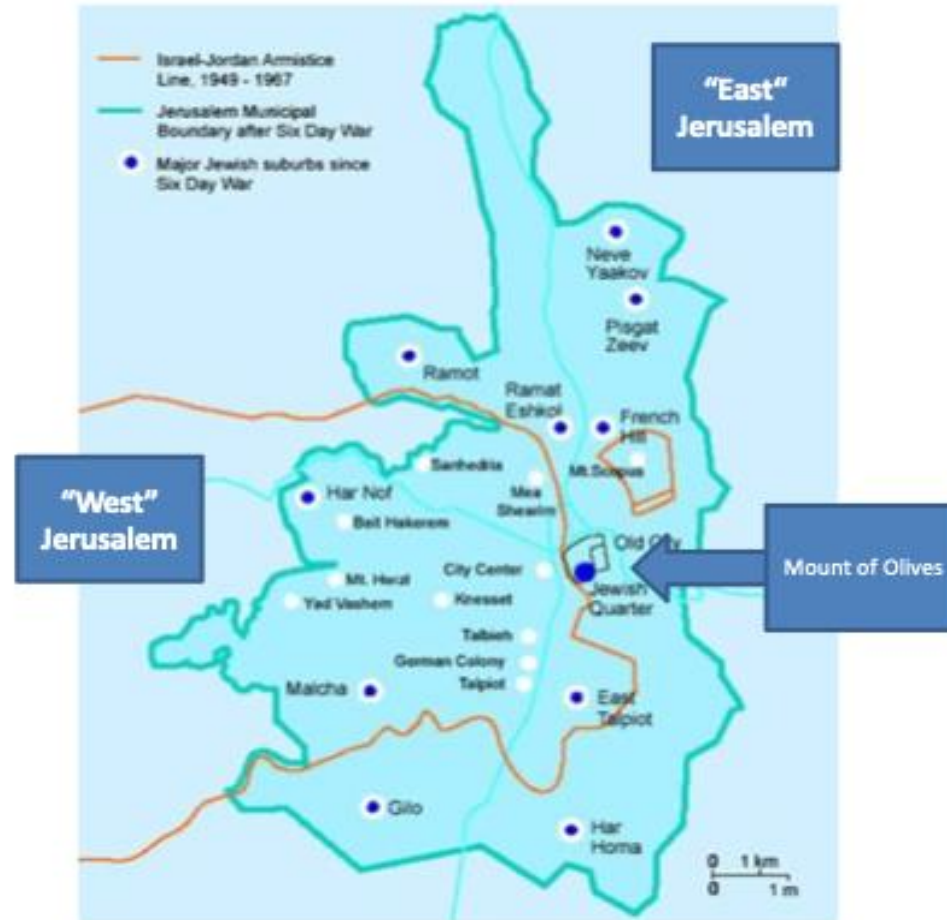 Israel-Jordan Armistice
Line, 1949 - 1967
Jerusalem Municipal
Boundary after Six Day War
Major Jewish suburbs since
Six Day War
"East"
Jerusalem
Neve
Yaakov
Pisgat
Zeev
Ramot
Ramat
Eshkol
French
Hill
Mt.Scopus
Sanhedria
Mea
Shearim
"West"
Jerusalem
Har Nof
Beit Hakerem
Old City
Mount of Olives
City Center
Jewish
Quarter
Mt. Herzl
Yad Vashem
Knesset
Talbieh
German Colony
Talpiot
Malcha
East
Talpiot
Gilo
Har
Homa
0 1 km
0 1 m